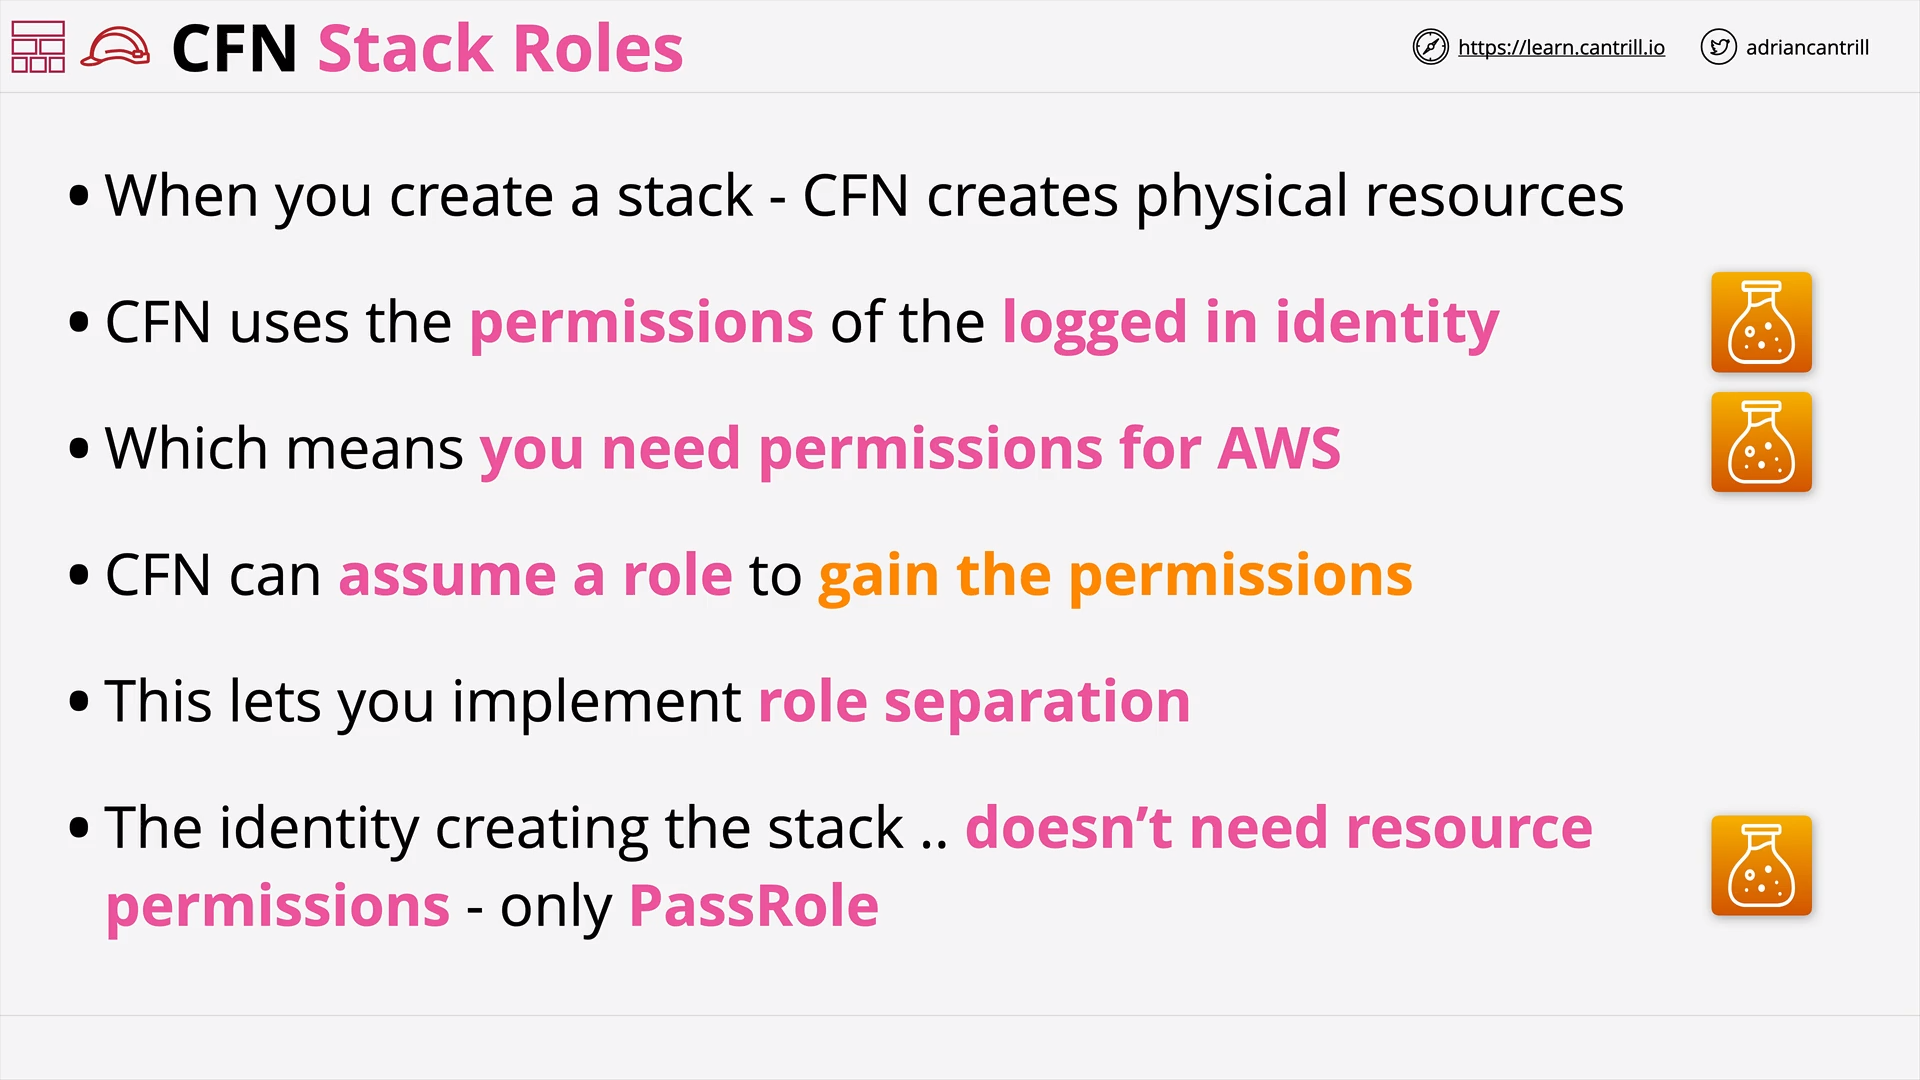 CFN Stack Roles
https://learn.cantrill.io
adriancantrill
• When you create a stack - CFN creates physical resources
• CFN uses the permissions of the logged in identity
• Which means you need permissions for AWS
• CFN can assume a role to gain the permissions
• This lets you implement role separation
• The identity creating the stack .. doesn’t need resource
permissions - only PassRole